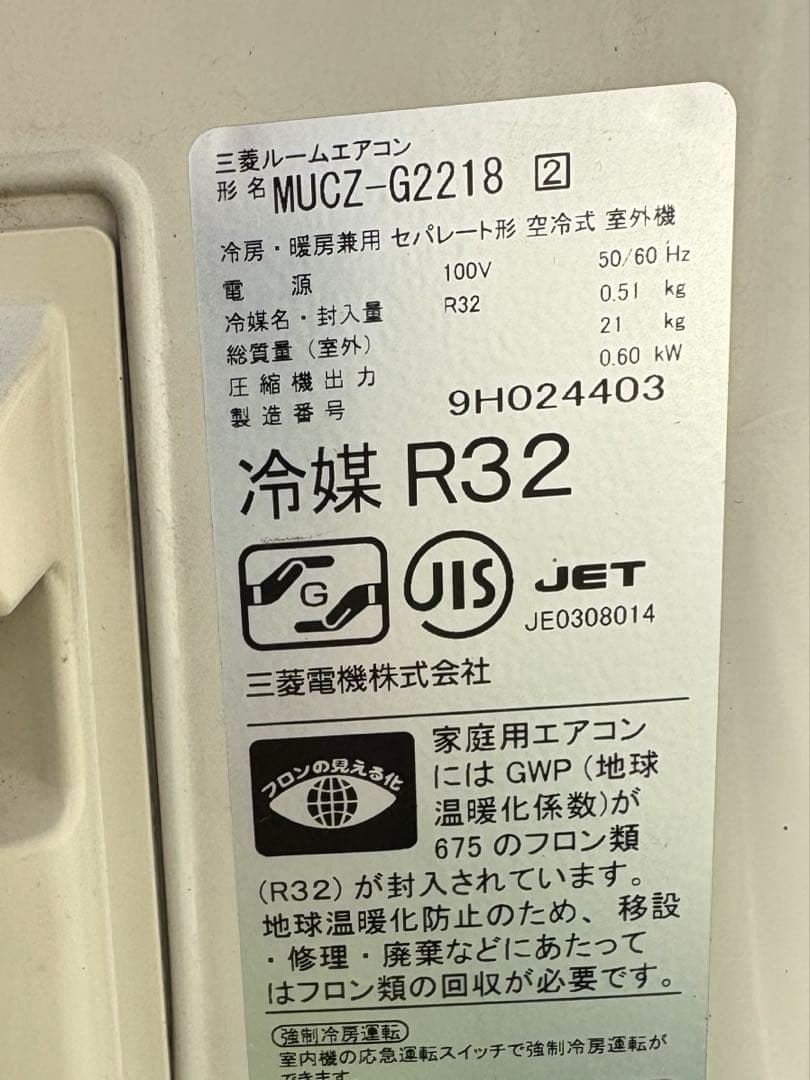 三菱ルームエアコン
形名 MUCZ-G2218 2
冷房・暖房兼用 セパレート形 空冷式 室外機
電源 100V 50/60 Hz
冷媒名・封入量 R32 0.51 kg
総質量(室外) 21 kg
圧縮機出力 0.60 kW
製造番号 9H024403
冷媒 R32
G
JIS JET
JE0308014
三菱電機株式会社
フロンの見える化
家庭用エアコン
にはGWP(地球
温暖化係数)が
675のフロン類
(R32)が封入されています。
地球温暖化防止のため、移設
・修理・廃棄などにあたって
はフロン類の回収が必要です。
強制冷房運転
室内機の応急運転スイッチで強制冷房運転が
できます